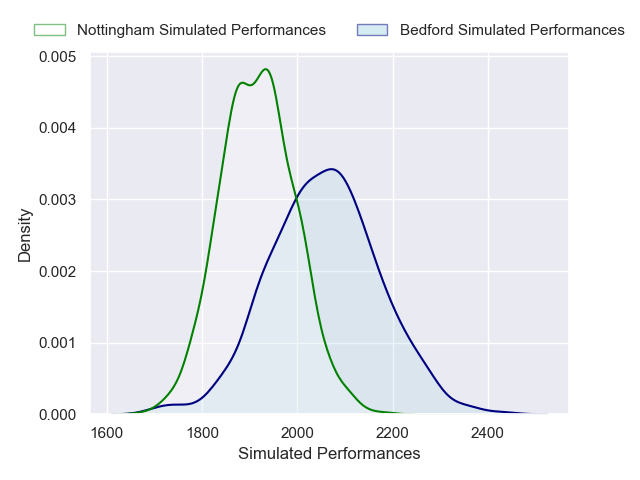 Nottingham Simulated Performances Bedford Simulated Performances
0.005
0.004
0.003
0.002
0.001
0.000
Density
1600 1800 2000 2200 2400
Simulated Performances